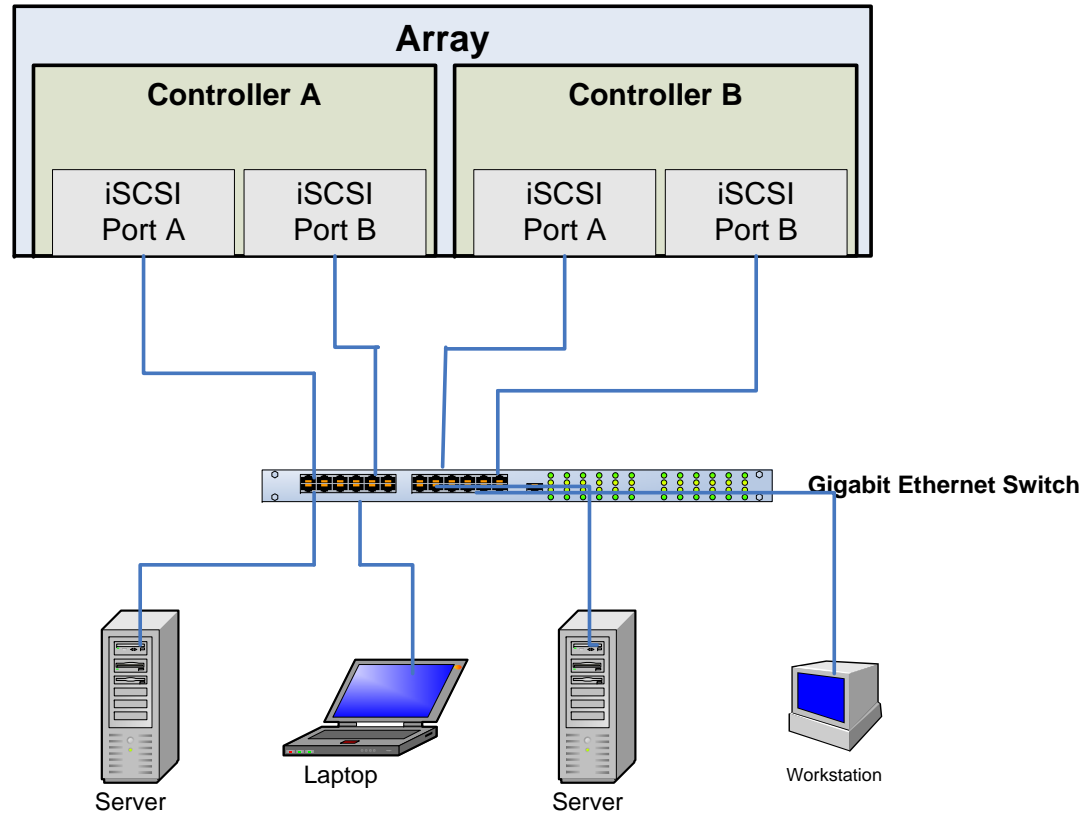 Array
Controller A
Controller B
iSCSI
Port A
iSCSI
Port B
iSCSI
Port A
iSCSI
Port B
Gigabit Ethernet Switch
Server
Laptop
Server
Workstation